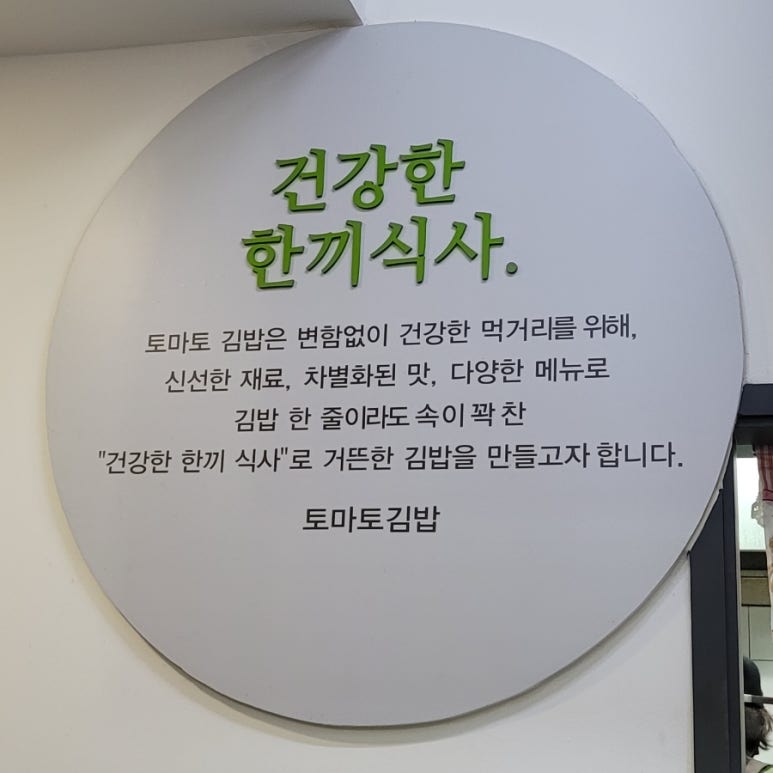 건강한
한끼식사.
토마토 김밥은 변함없이 건강한 먹거리를 위해,
신선한 재료, 차별화된 맛, 다양한 메뉴로
김밥 한 줄이라도 속이 꽉 찬
"건강한 한끼 식사"로 거뜬한 김밥을 만들고자 합니다.
토마토김밥